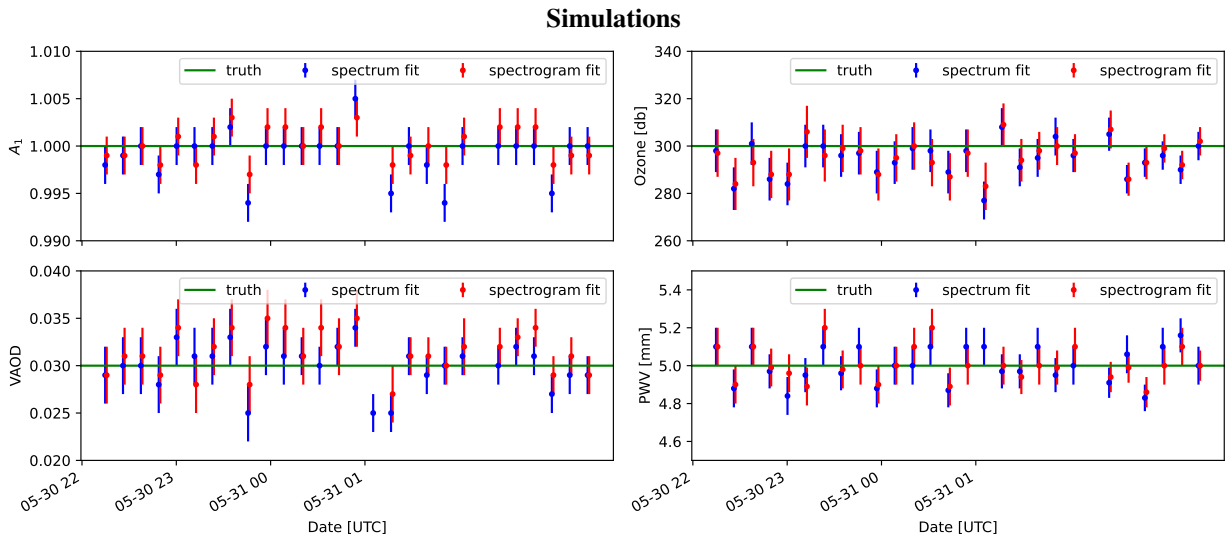 Simulations
1.010
1.005
1.000
0.995
0.990
A1
truth
spectrum fit
spectrogram fit
340
320
300
280
260
Ozone [db]
truth
spectrum fit
spectrogram fit
0.040
0.035
0.030
0.025
0.020
VAOD
truth
spectrum fit
spectrogram fit
05-30 22
05-30 23
05-31 00
05-31 01
Date [UTC]
5.4
5.2
5.0
4.8
4.6
PWV [mm]
truth
spectrum fit
spectrogram fit
05-30 22
05-30 23
05-31 00
05-31 01
Date [UTC]